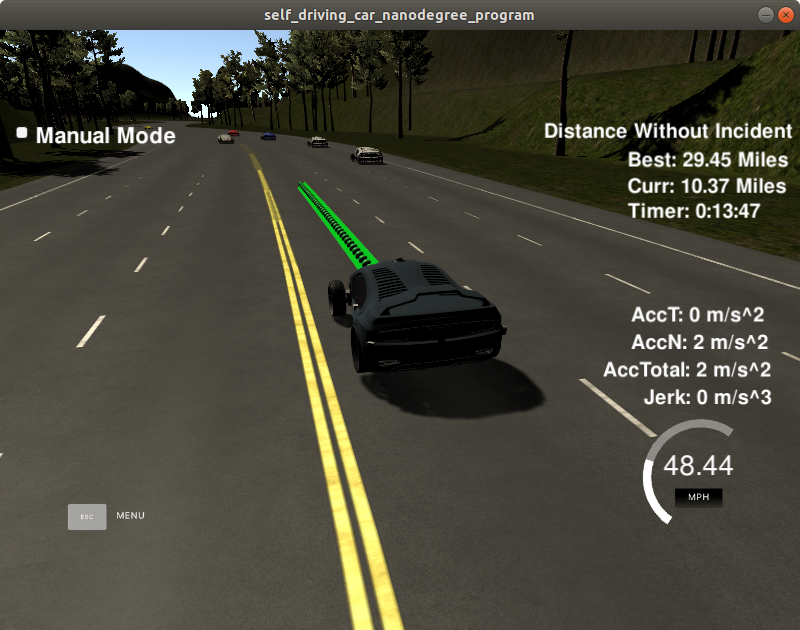 self_driving_car_nanodegree_program
Manual Mode
Distance Without Incident
Best: 29.45 Miles
Curr: 10.37 Miles
Timer: 0:13:47
AccT: 0 m/s^2
AccN: 2 m/s^2
AccTotal: 2 m/s^2
Jerk: 0 m/s^3
48.44
MPH
ESC MENU